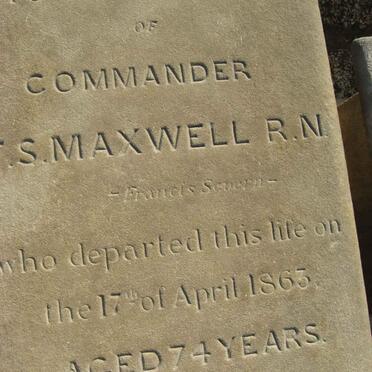 OF
COMMANDER
.S.MAXWELL R.N.
– Francis Severn –
who departed this life on
the 17th of April 1863.
AGED 74 YEARS.